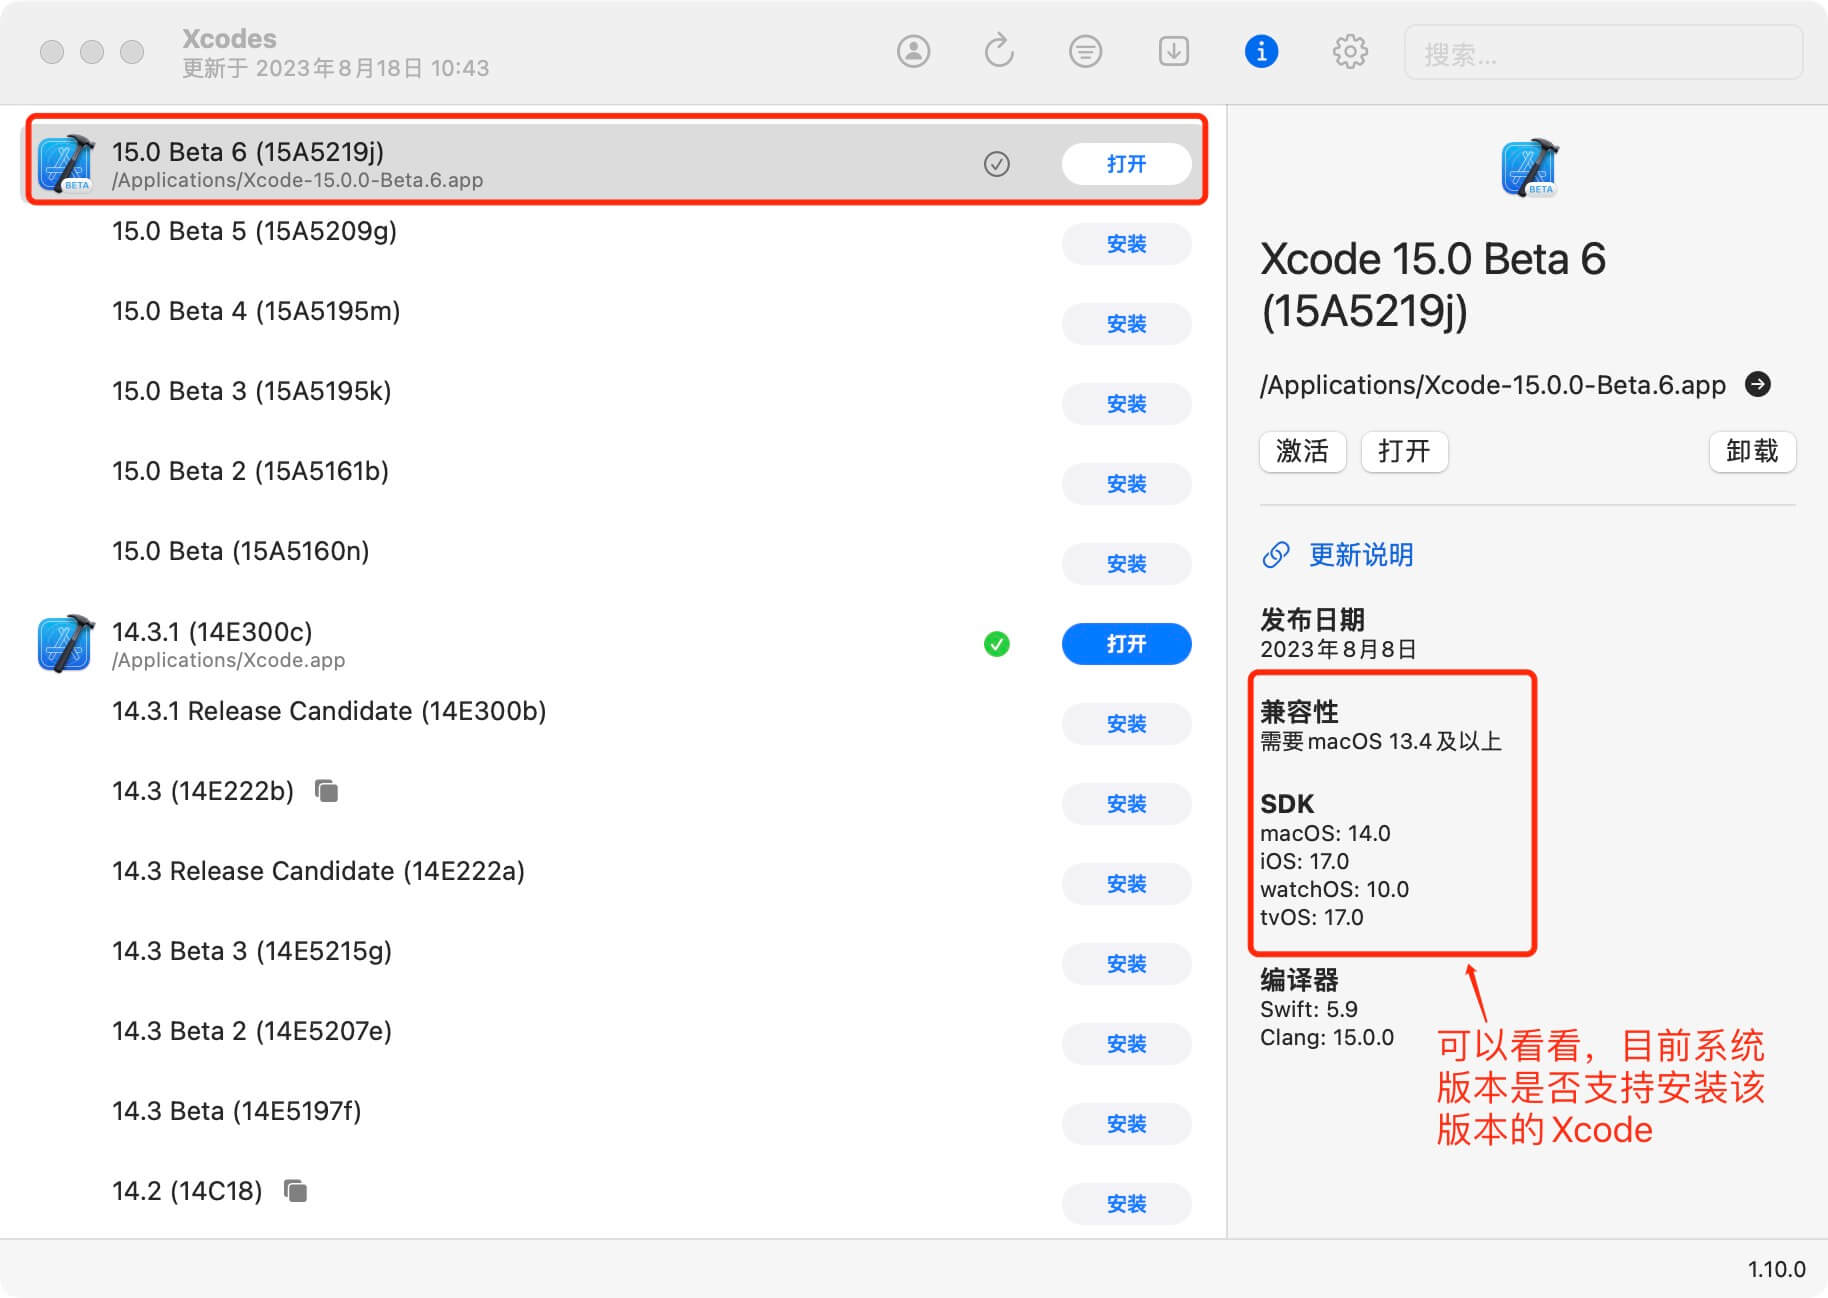 Xcodes
更新于 2023年8月18日 10:43
搜索...
15.0 Beta 6 (15A5219j)
/Applications/Xcode-15.0.0-Beta.6.app
打开
BETA
15.0 Beta 5 (15A5209g)
安装
15.0 Beta 4 (15A5195m)
安装
15.0 Beta 3 (15A5195k)
安装
15.0 Beta 2 (15A5161b)
安装
15.0 Beta (15A5160n)
安装
14.3.1 (14E300c)
/Applications/Xcode.app
打开
14.3.1 Release Candidate (14E300b)
安装
14.3 (14E222b)
安装
14.3 Release Candidate (14E222a)
安装
14.3 Beta 3 (14E5215g)
安装
14.3 Beta 2 (14E5207e)
安装
14.3 Beta (14E5197f)
安装
14.2 (14C18)
安装
BETA
Xcode 15.0 Beta 6
(15A5219j)
/Applications/Xcode-15.0.0-Beta.6.app
激活 打开 卸载
更新说明
发布日期
2023年8月8日
兼容性
需要macOS 13.4及以上
SDK
macOS: 14.0
iOS: 17.0
watchOS: 10.0
tvOS: 17.0
编译器
Swift: 5.9
Clang: 15.0.0
可以看看，目前系统
版本是否支持安装该
版本的Xcode
1.10.0